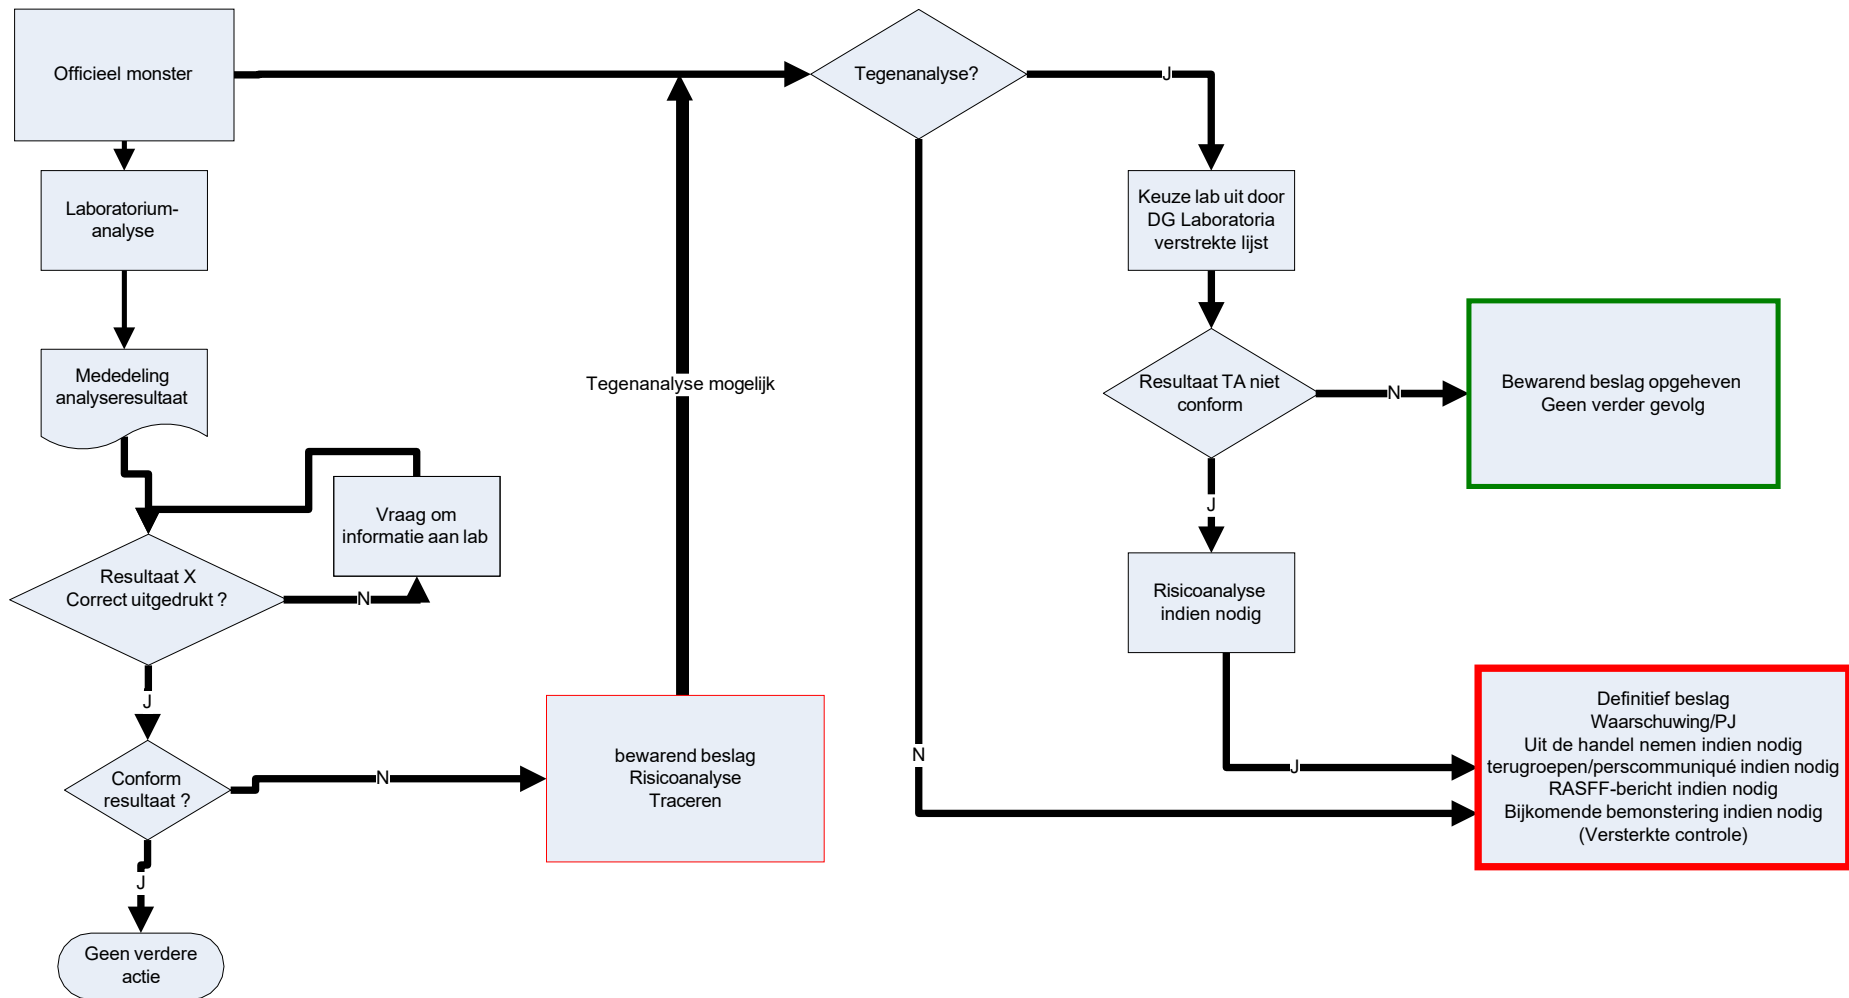 Officieel monster
Laboratorium-
analyse
Mededeling
analyseresultaat
Vraag om
informatie aan lab
Resultaat X
Correct uitgedrukt ?
N
J
Conform
resultaat ?
N
J
Geen verdere
actie
bewarend beslag
Risicoanalyse
Traceren
Tegenanalyse mogelijk
Tegenanalyse?
J
N
Keuze lab uit door
DG Laboratoria
verstrekte lijst
Resultaat TA niet
conform
N
J
Bewarend beslag opgeheven
Geen verder gevolg
Risicoanalyse
indien nodig
J
Definitief beslag
Waarschuwing/PJ
Uit de handel nemen indien nodig
terugroepen/perscommuniqué indien nodig
RASFF-bericht indien nodig
Bijkomende bemonstering indien nodig
(Versterkte controle)